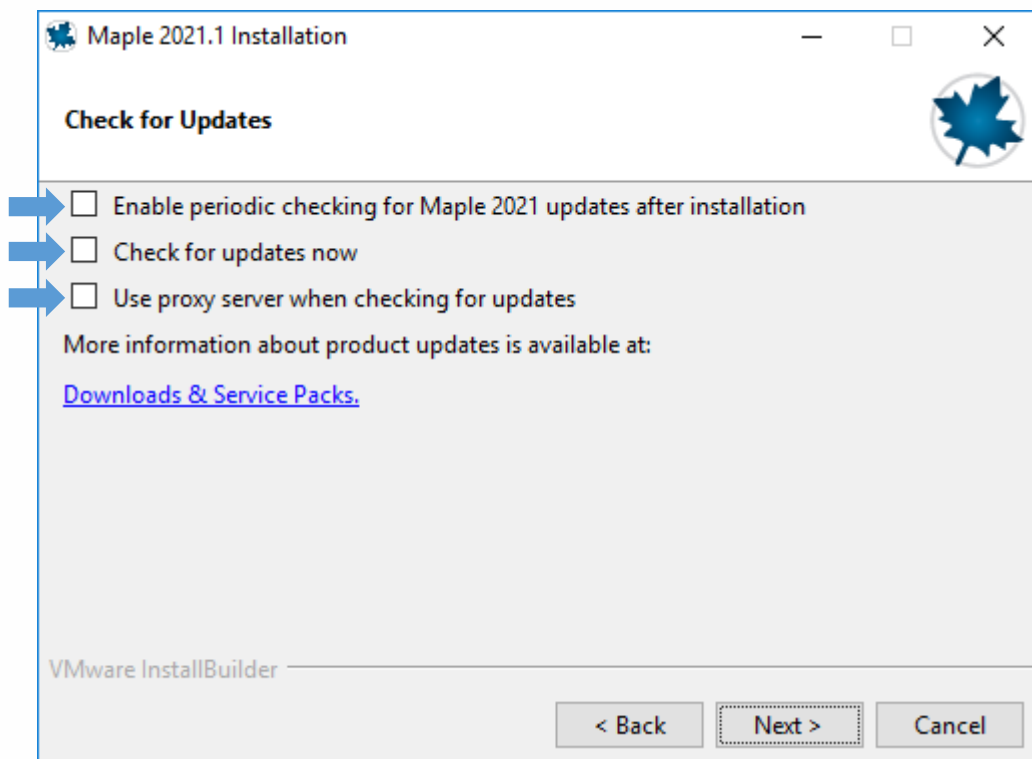 Maple 2021.1 Installation
Check for Updates
Enable periodic checking for Maple 2021 updates after installation
Check for updates now
Use proxy server when checking for updates
More information about product updates is available at:
Downloads & Service Packs.
VMware InstallBuilder
< Back
Next >
Cancel